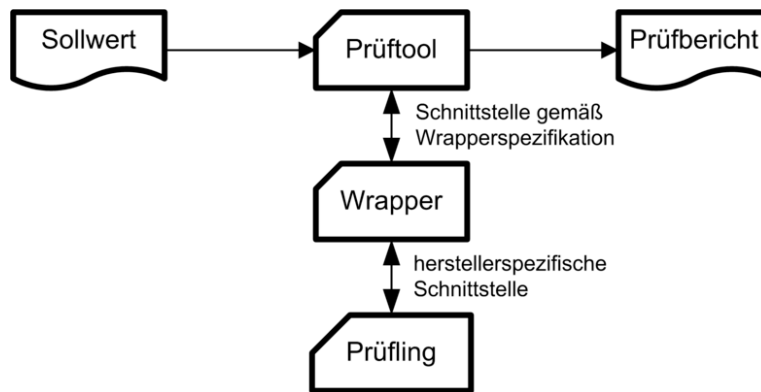 Sollwert
Prüftool
Prüfbericht
Schnittstelle gemäß
Wrapperspezifikation
Wrapper
herstellerspezifische
Schnittstelle
Prüfling